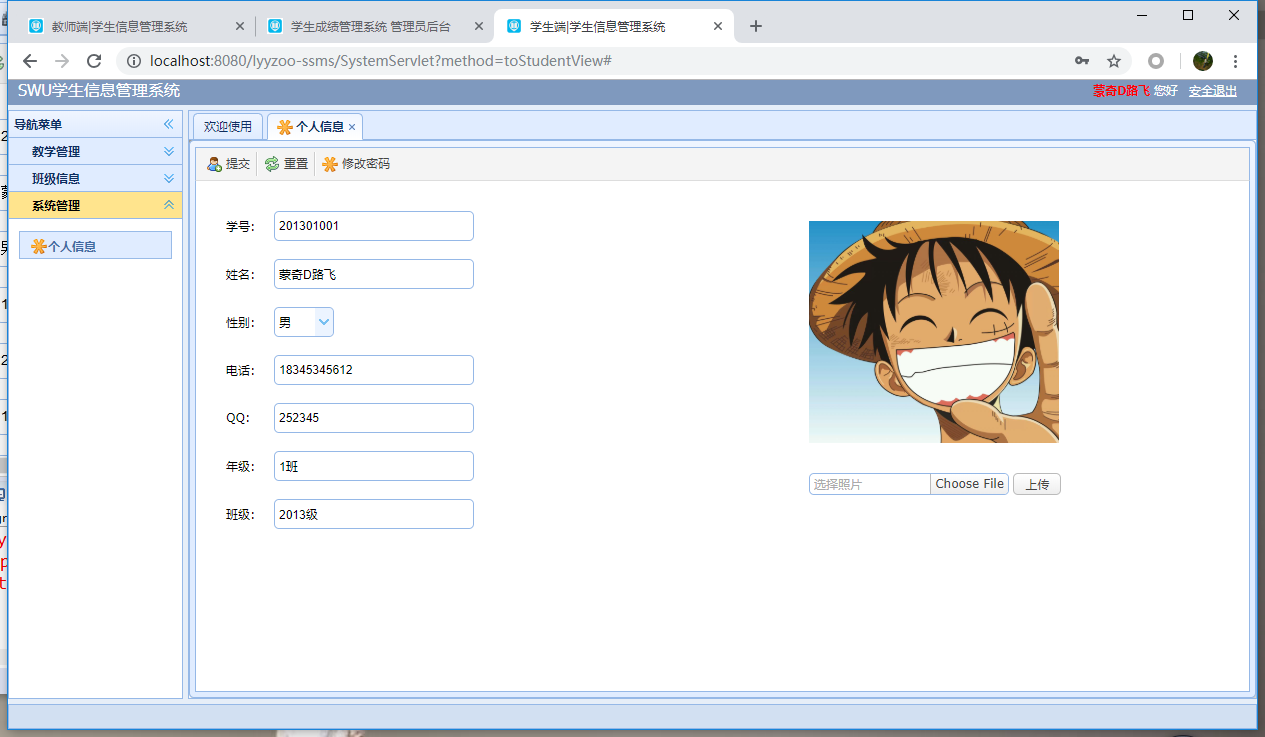 教师端|学生信息管理系统
学生成绩管理系统 管理员后台
学生端|学生信息管理系统
localhost:8080/lyyzoo-ssms/SystemServlet?method=toStudentView#
SWU学生信息管理系统
蒙奇D路飞 您好 安全退出
导航菜单
教学管理
班级信息
系统管理
个人信息
欢迎使用
个人信息
提交 重置 修改密码
学号: 201301001
姓名: 蒙奇D路飞
性别: 男
电话: 18345345612
QQ: 252345
年级: 1班
班级: 2013级
选择照片 Choose File 上传